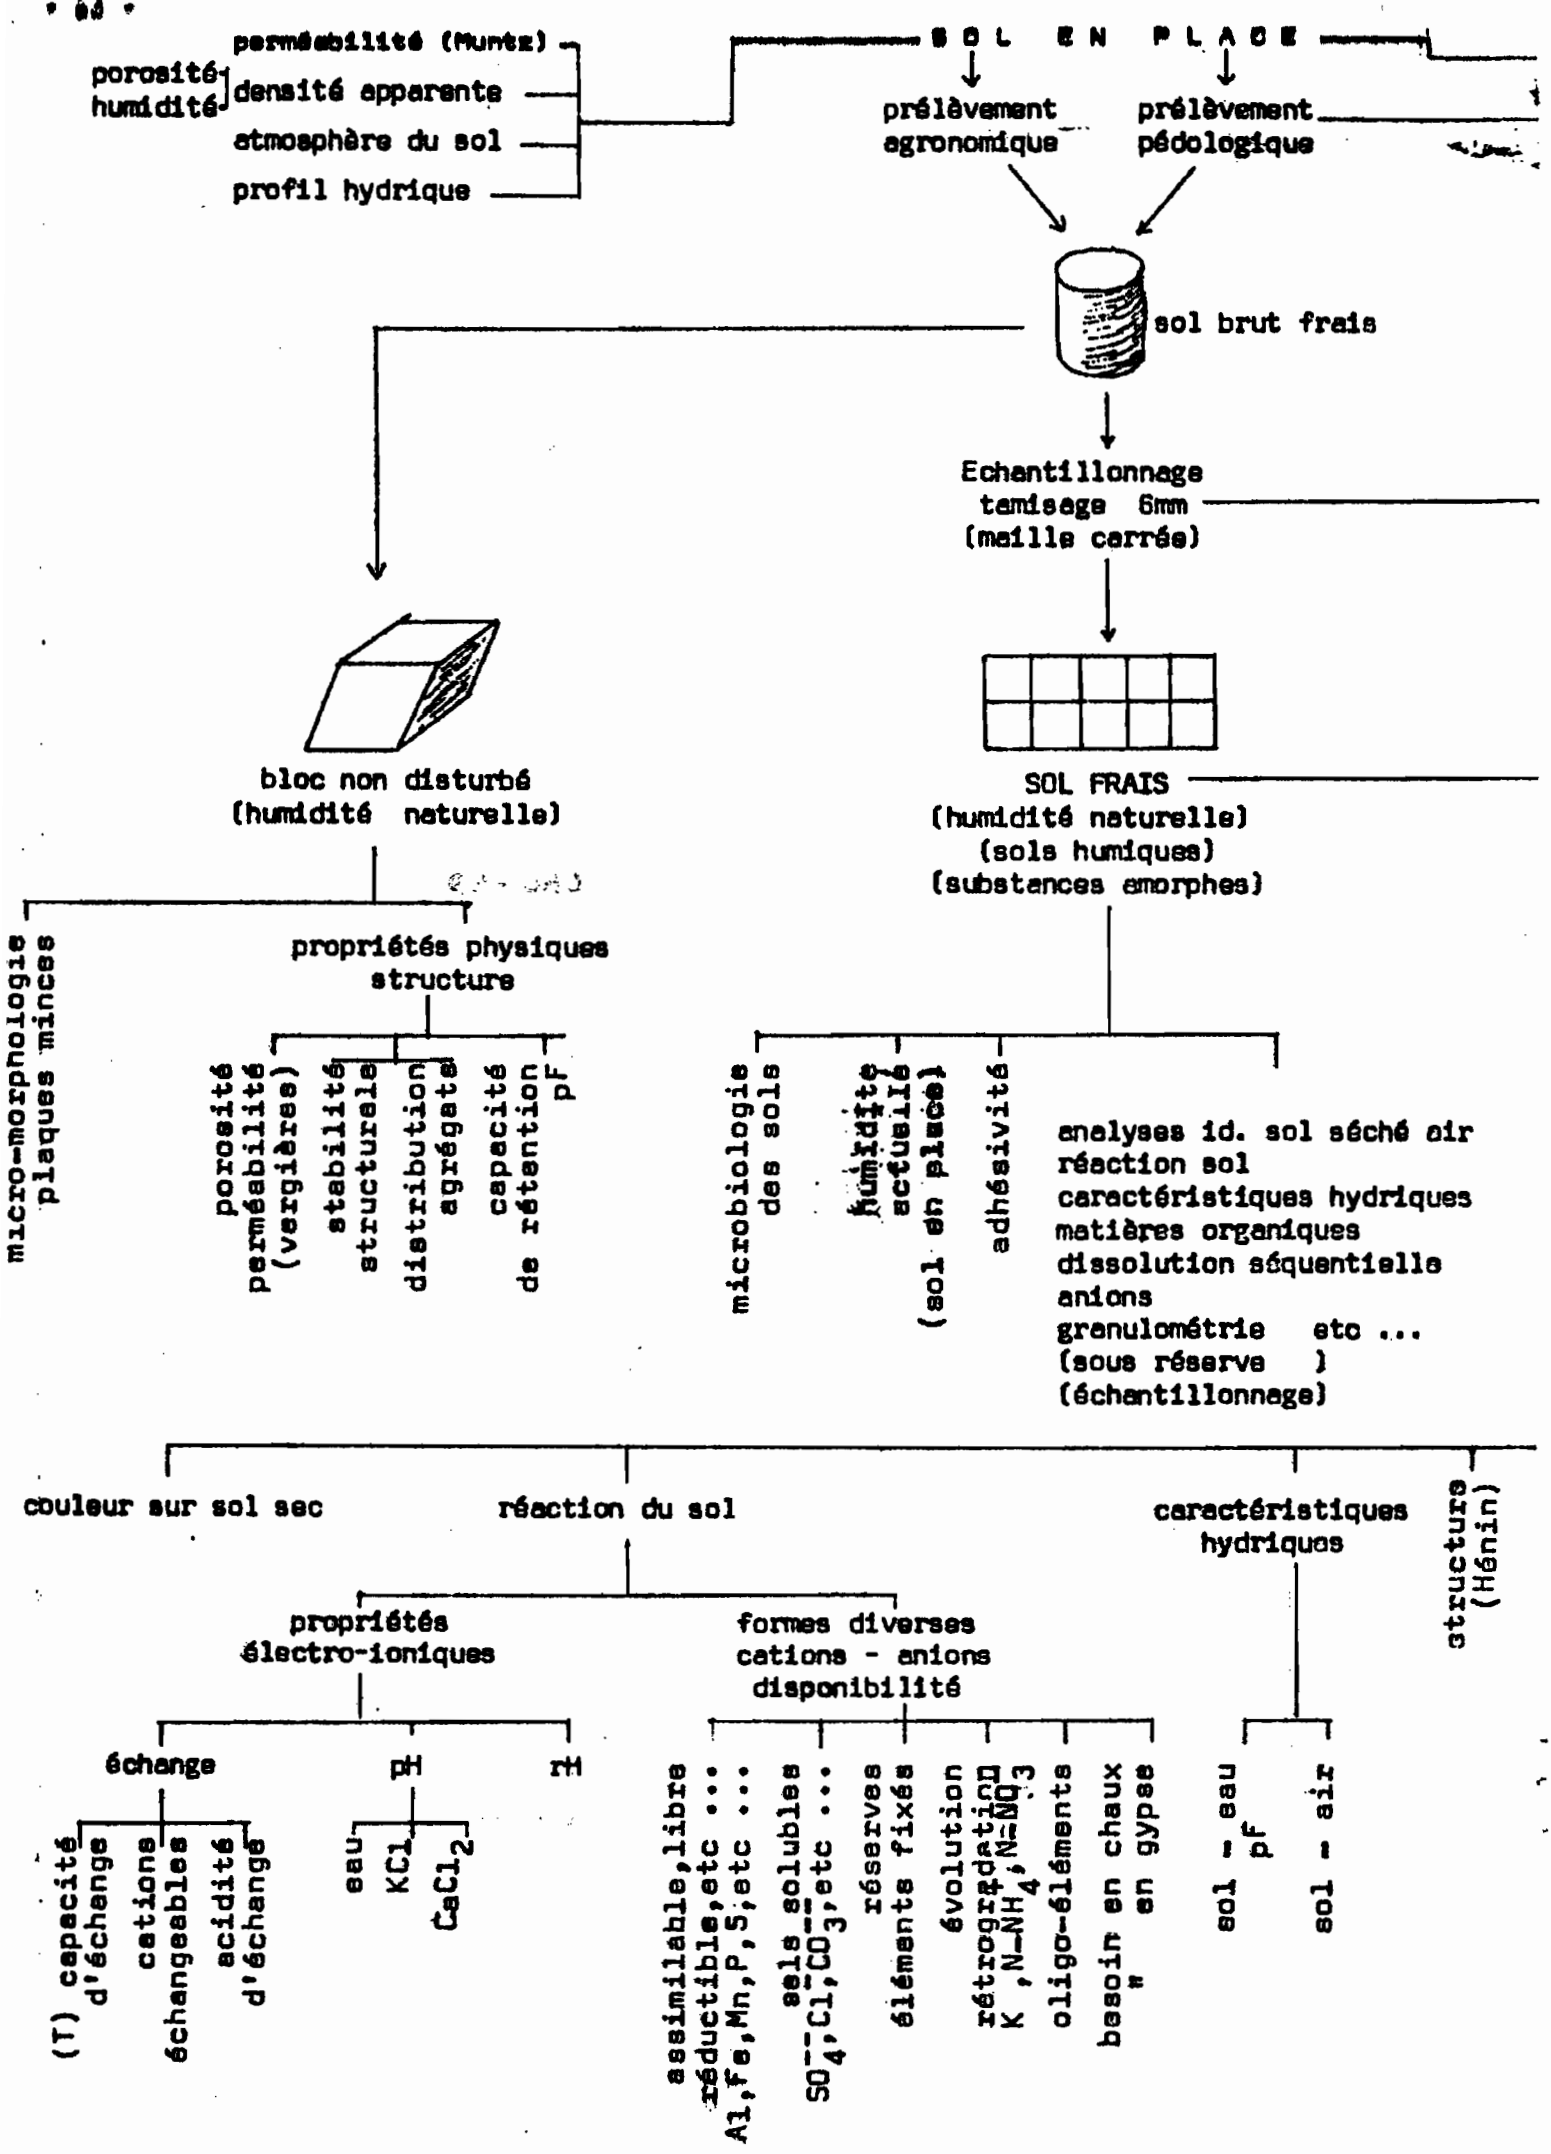 perméabilité (Muntz)
porosité
humidité
densité apparente
atmosphère du sol
profil hydrique
SOL EN PLACE
prélèvement
agronomique
prélèvement
pédologique
sol brut frais
Echantillonnage
tamisage 6mm
(maille carrée)
bloc non disturbé
(humidité naturelle)
SOL FRAIS
(humidité naturelle)
(sols humiques)
(substances amorphes)
micro-morphologie
plaques minces
propriétés physiques
structure
porosité
perméabilité
(vergières)
stabilité
structurale
distribution
agrégats
capacité
de rétention
pF
microbiologie
des sols
humidité
actuelle
(sol en place)
adhésivité
analyses id. sol séché air
réaction sol
caractéristiques hydriques
matières organiques
dissolution séquentielle
anions
granulométrie etc ...
(sous réserve )
(échantillonnage)
couleur sur sol sec
réaction du sol
caractéristiques
hydriques
structure
(Hénin)
propriétés
électro-ioniques
formes diverses
cations - anions
disponibilité
échange
pH
rH
(T) capacité
d'échange
cations
échangeables
acidité
d'échange
eau
KCl
CaCl2
assimilable,libre
réductible,etc ...
Al,Fe,Mn,P,S,etc ...
sels solubles
SO4--,Cl-,CO3--,etc ...
réserves
éléments fixés
évolution
rétrogradation
K+,N-NH4,N-NO3
oligo-éléments
besoin en chaux
" en gypse
sol - eau
pF
sol - air